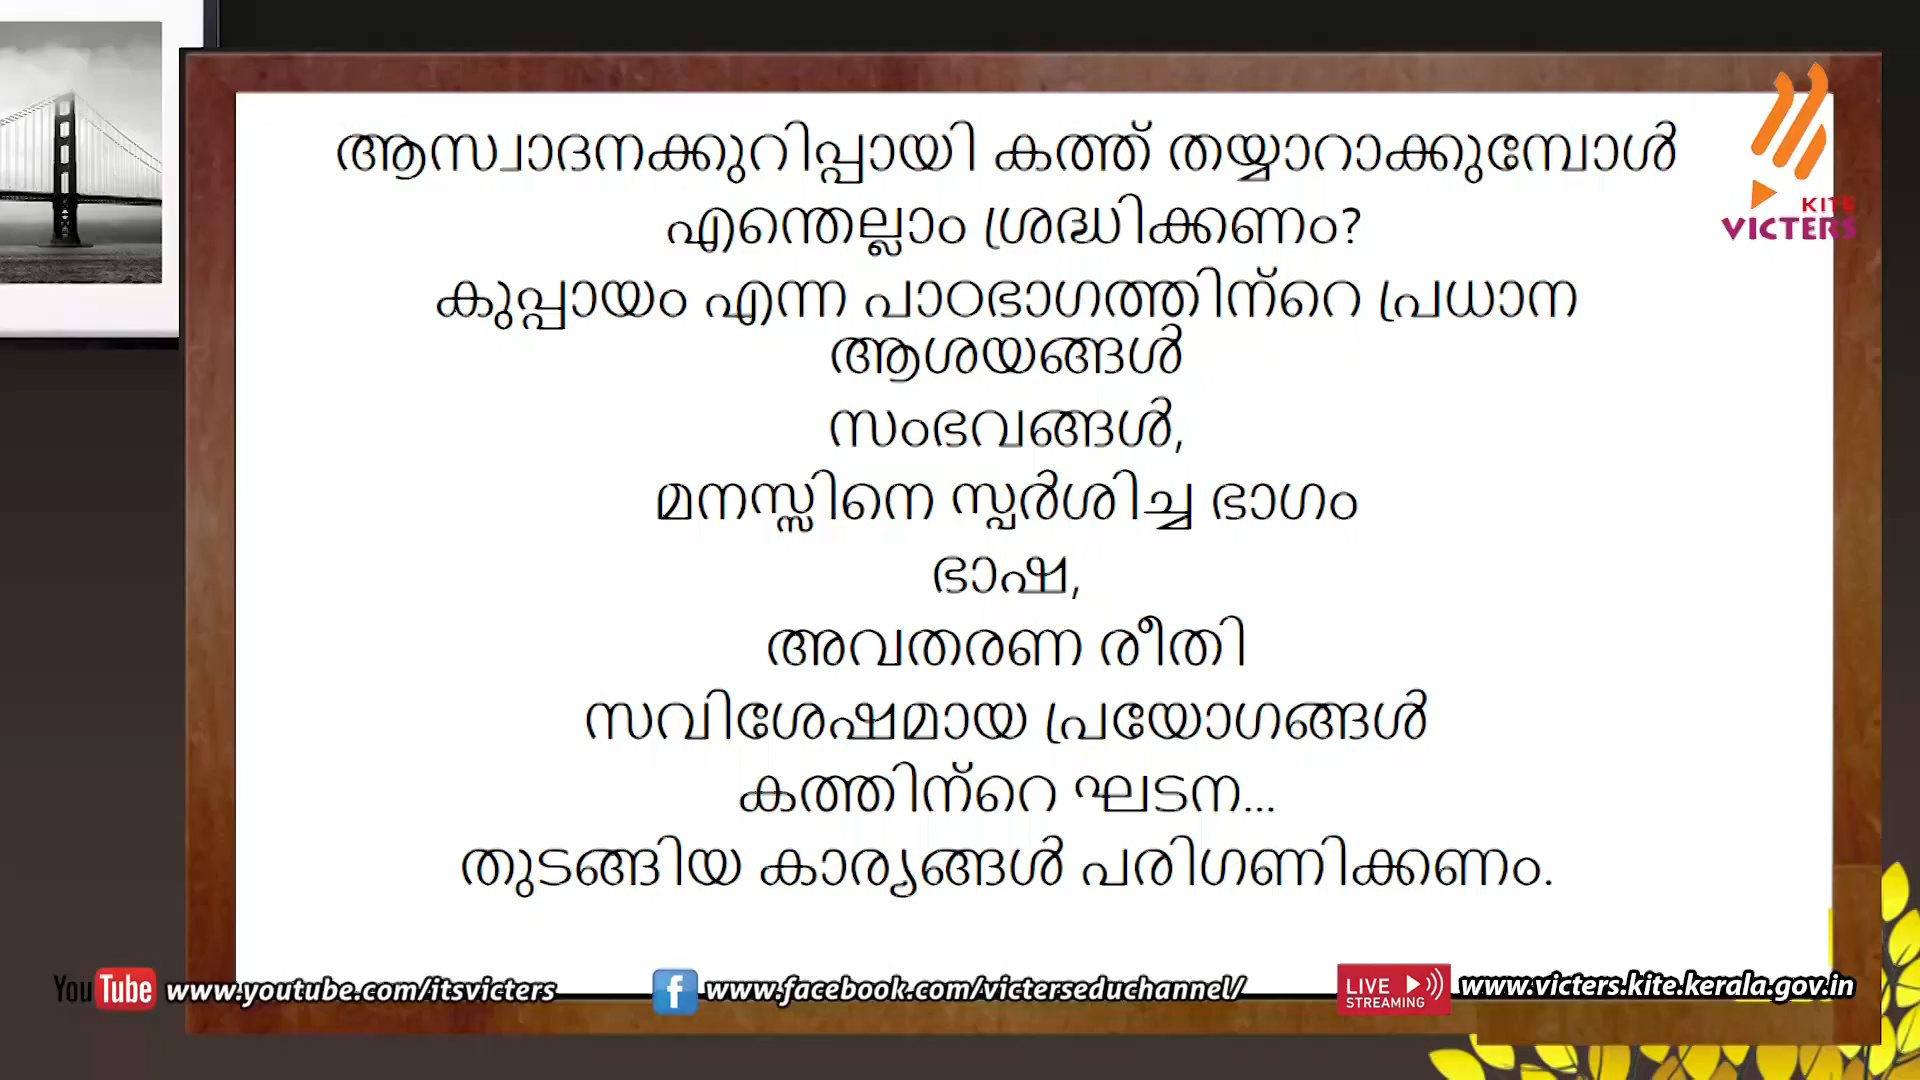 ആസ്വാദനക്കുറിപ്പായി കത്ത് തയ്യാറാക്കുമ്പോൾ
എന്തെല്ലാം ശ്രദ്ധിക്കണം?
കുപ്പായം എന്ന പാഠഭാഗത്തിന്റെ പ്രധാന
ആശയങ്ങൾ
സംഭവങ്ങൾ,
മനസ്സിനെ സ്പർശിച്ച ഭാഗം
ഭാഷ,
അവതരണ രീതി
സവിശേഷമായ പ്രയോഗങ്ങൾ
കത്തിന്റെ ഘടന...
തുടങ്ങിയ കാര്യങ്ങൾ പരിഗണിക്കണം.
KITE
VICTERS
YouTube www.youtube.com/itsvicters
f www.facebook.com/victerseduchannel/
LIVE STREAMING www.victers.kite.kerala.gov.in